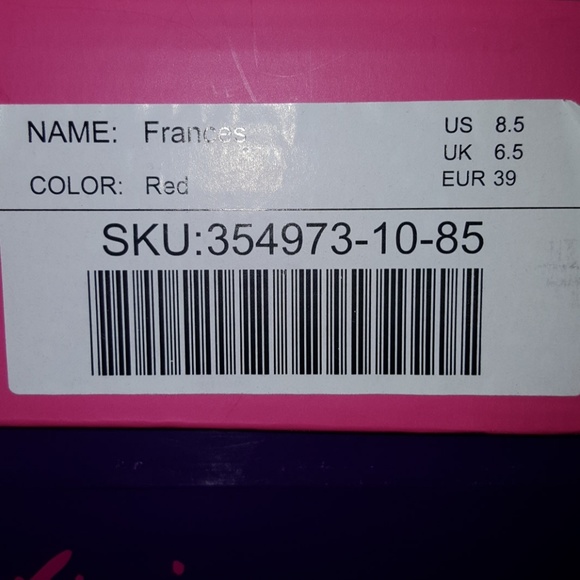 NAME: Frances
US 8.5
UK 6.5
COLOR: Red
EUR 39
SKU:354973-10-85